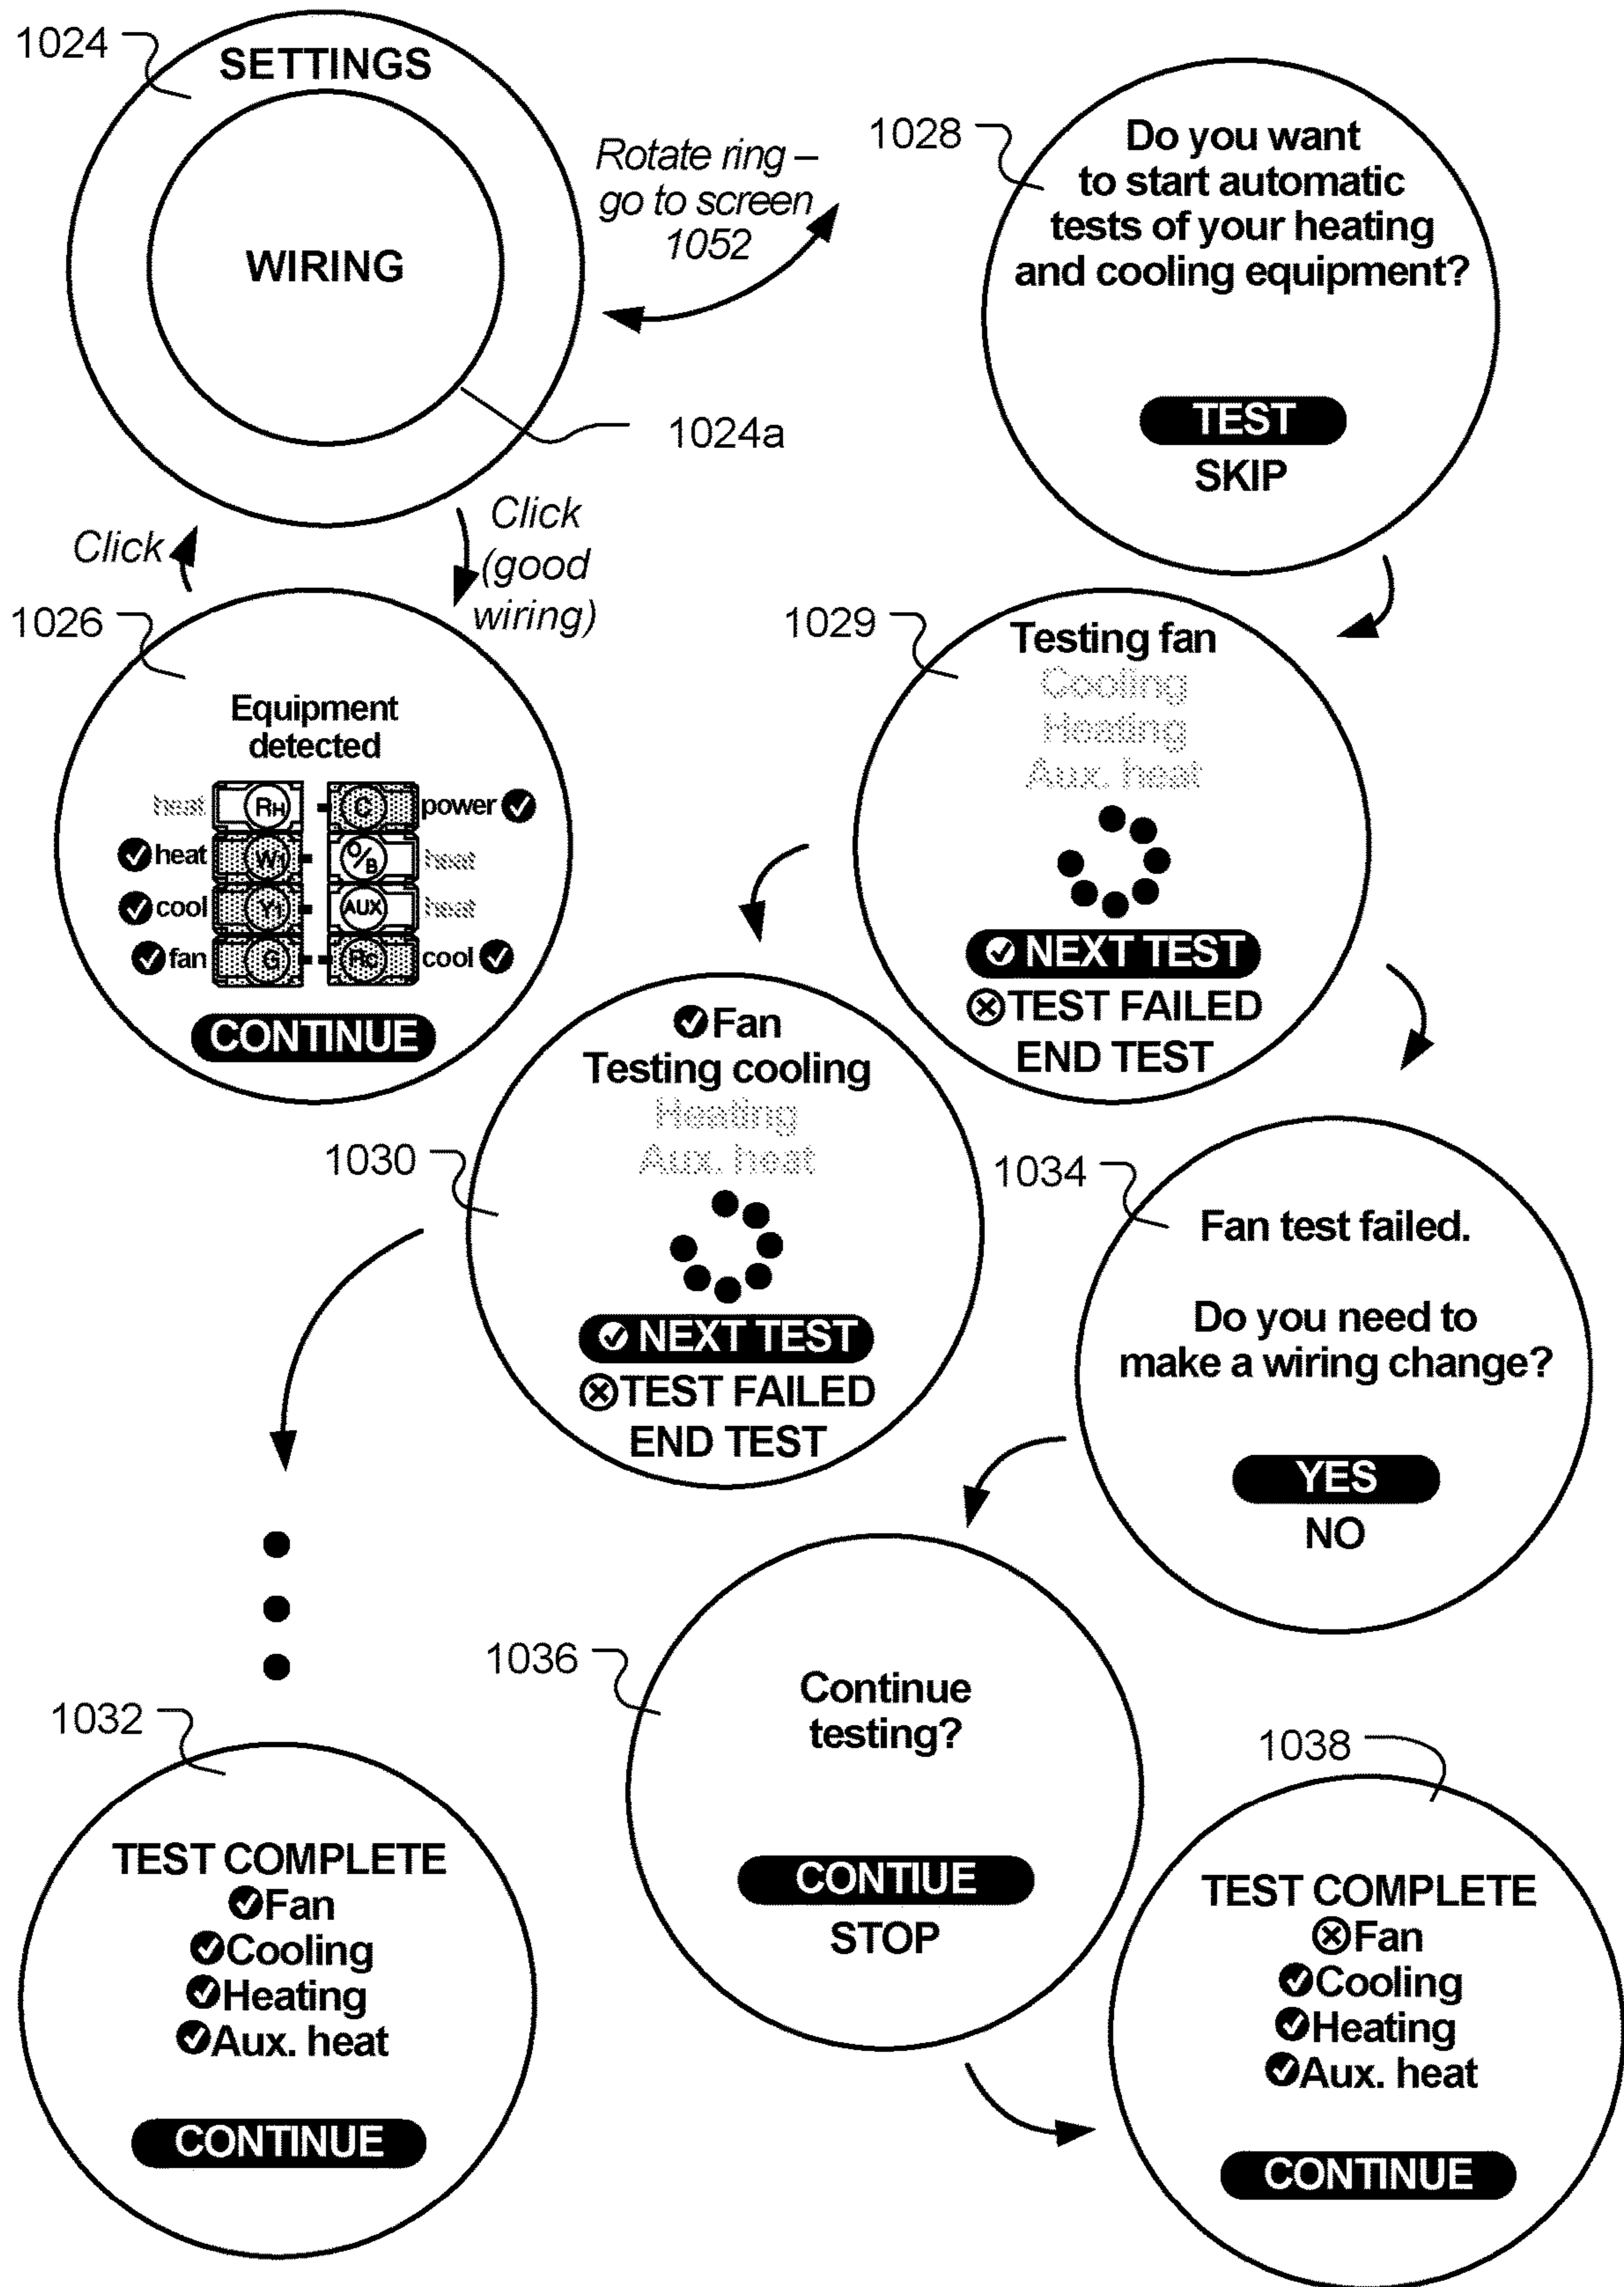 1024
SETTINGS
WIRING
1024a
Rotate ring –
go to screen
1052
1028
Do you want
to start automatic
tests of your heating
and cooling equipment?
TEST
SKIP
Click
Click
(good
wiring)
1026
Equipment
detected
heat RH C power
heat W1 O/B heat
cool Y1 AUX heat
fan G Rc cool
CONTINUE
1029
Testing fan
Cooling
Heating
Aux. heat
NEXT TEST
TEST FAILED
END TEST
1030
Fan
Testing cooling
Heating
Aux. heat
NEXT TEST
TEST FAILED
END TEST
1034
Fan test failed.
Do you need to
make a wiring change?
YES
NO
1036
Continue
testing?
CONTIUE
STOP
1032
TEST COMPLETE
Fan
Cooling
Heating
Aux. heat
CONTINUE
1038
TEST COMPLETE
Fan
Cooling
Heating
Aux. heat
CONTINUE